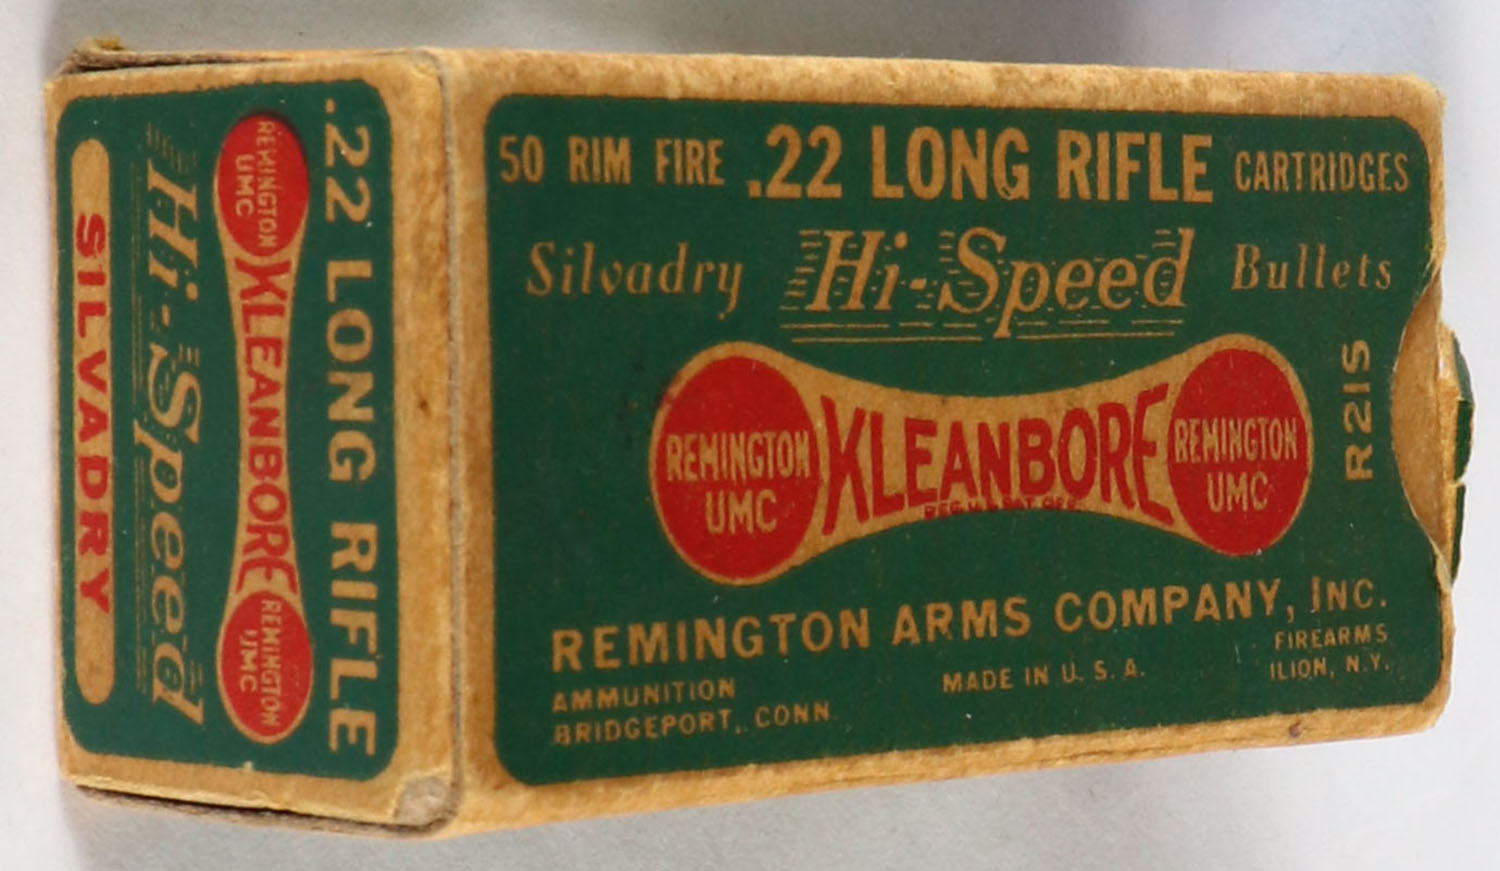 50 RIM FIRE .22 LONG RIFLE CARTRIDGES
Silvadry Hi-Speed Bullets
REMINGTON UMC KLEANBORE REMINGTON UMC
R21S
REMINGTON ARMS COMPANY, INC.
AMMUNITION
BRIDGEPORT, CONN.
MADE IN U.S.A.
FIREARMS
ILION, N.Y.
.22 LONG RIFLE
REMINGTON UMC KLEANBORE REMINGTON UMC
Hi-Speed
SILVADRY